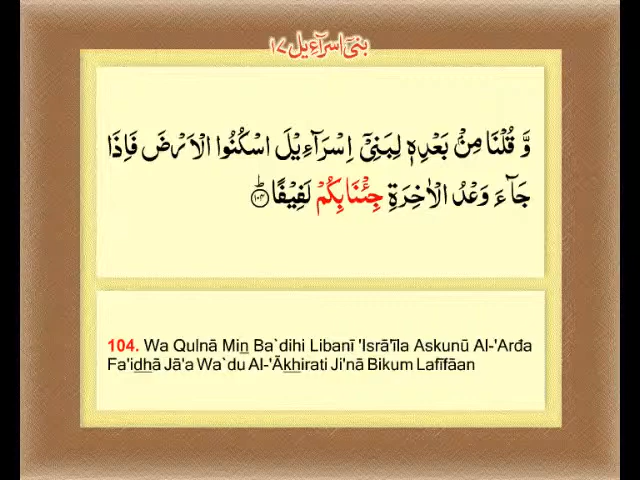 بنیٓ اسرآءیل ۱۷
وَّ قُلْنَا مِنْۢ بَعْدِهٖ لِبَنِیْۤ اِسْرَآءِیْلَ اسْكُنُوا الْاَرْضَ فَاِذَا
جَآءَ وَعْدُ الْاٰخِرَةِ جِئْنَابِكُمْ لَفِیْفًاؕ۝۱۰۴
104. Wa Qulnā Min Ba`dihi Libanī 'Isrā'īla Askunū Al-'Arđa
Fa'idhā Jā'a Wa`du Al-'Ākhirati Ji'nā Bikum Lafīfāan